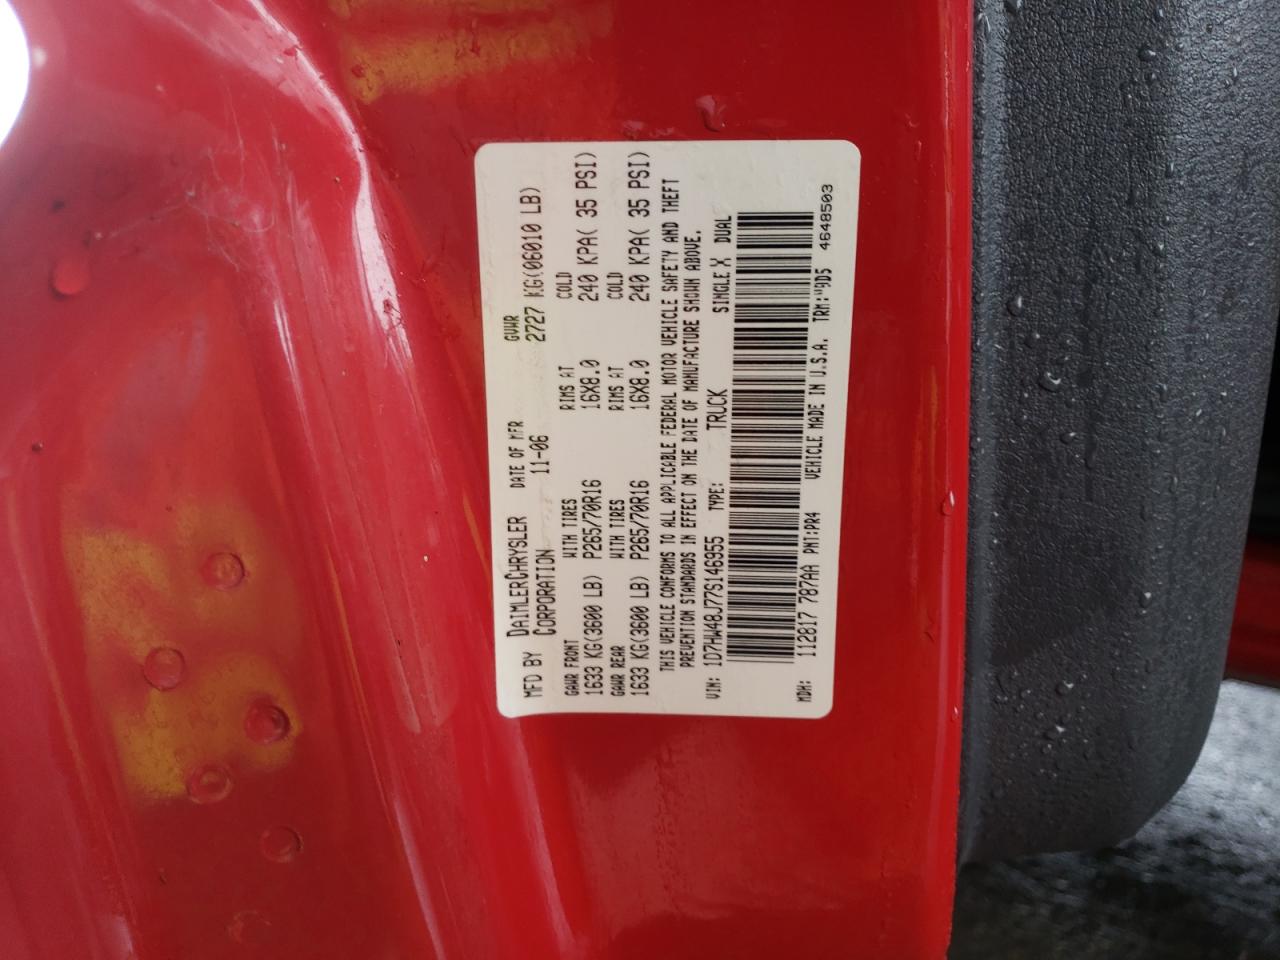 MFD BY DAIMLERCHRYSLER DATE OF MFR GVWR
CORPORATION 11-06 2727 KG(06010 LB)
GAWR FRONT WITH TIRES RIMS AT COLD
1633 KG(3600 LB) P265/70R16 16X8.0 240 KPA( 35 PSI)
GAWR REAR WITH TIRES RIMS AT COLD
1633 KG(3600 LB) P265/70R16 16X8.0 240 KPA( 35 PSI)
THIS VEHICLE CONFORMS TO ALL APPLICABLE FEDERAL MOTOR VEHICLE SAFETY AND THEFT
PREVENTION STANDARDS IN EFFECT ON THE DATE OF MANUFACTURE SHOWN ABOVE.
VIN: 1D7HW48J77S146955 TYPE: TRUCK SINGLE X DUAL
MDH: 112817 787AA PNT:PR4 VEHICLE MADE IN U.S.A. 4648503